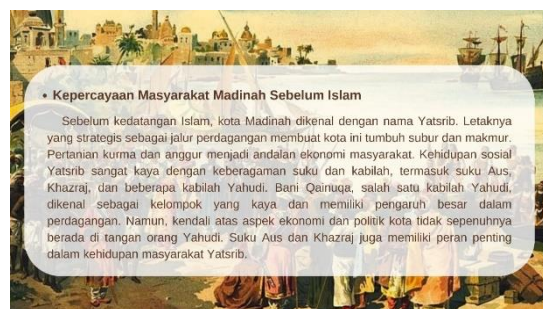 • Kepercayaan Masyarakat Madinah Sebelum Islam
Sebelum kedatangan Islam, kota Madinah dikenal dengan nama Yatsrib. Letaknya
yang strategis sebagai jalur perdagangan membuat kota ini tumbuh subur dan makmur.
Pertanian kurma dan anggur menjadi andalan ekonomi masyarakat. Kehidupan sosial
Yatsrib sangat kaya dengan keberagaman suku dan kabilah, termasuk suku Aus,
Khazraj, dan beberapa kabilah Yahudi. Bani Qainuqa, salah satu kabilah Yahudi,
dikenal sebagai kelompok yang kaya dan memiliki pengaruh besar dalam
perdagangan. Namun, kendali atas aspek ekonomi dan politik kota tidak sepenuhnya
berada di tangan orang Yahudi. Suku Aus dan Khazraj juga memiliki peran penting
dalam kehidupan masyarakat Yatsrib.